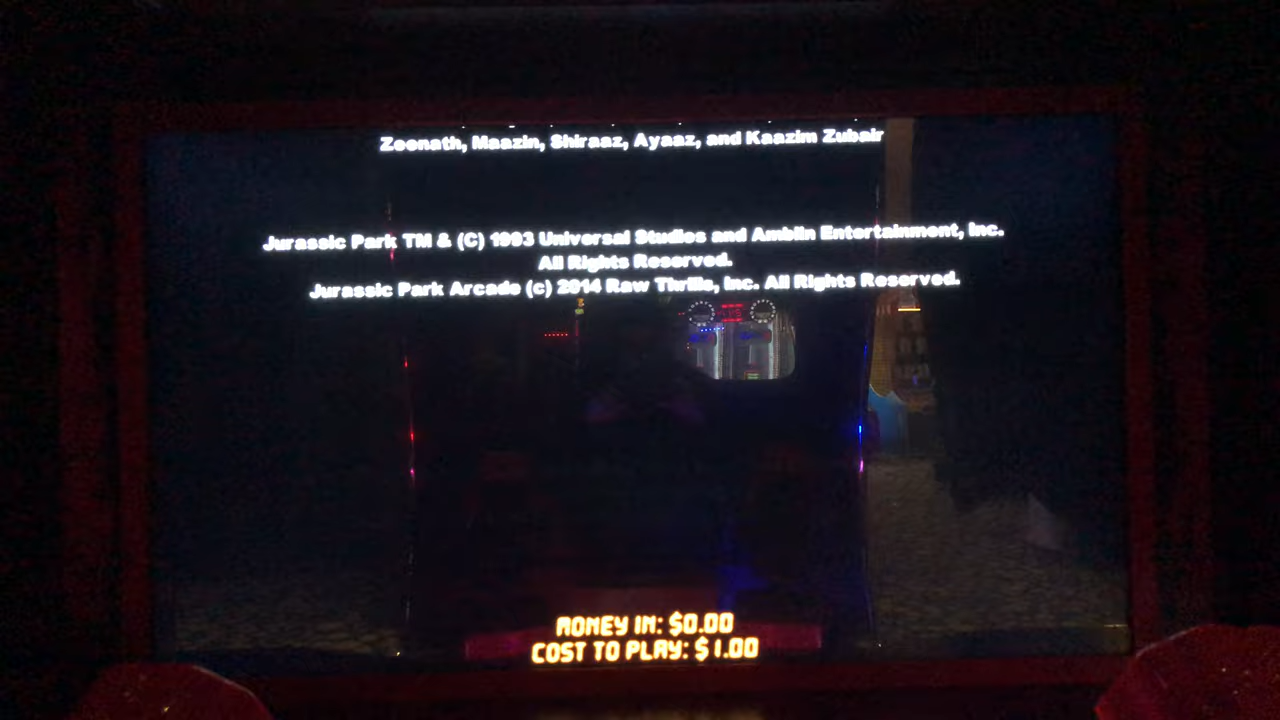 Zeenath, Maazin, Shiraaz, Ayaaz, and Kaazim Zubair
Jurassic Park TM & (C) 1993 Universal Studios and Amblin Entertainment, Inc.
All Rights Reserved.
Jurassic Park Arcade (c) 2014 Raw Thrills, Inc. All Rights Reserved.
MONEY IN: $0.00
COST TO PLAY: $1.00